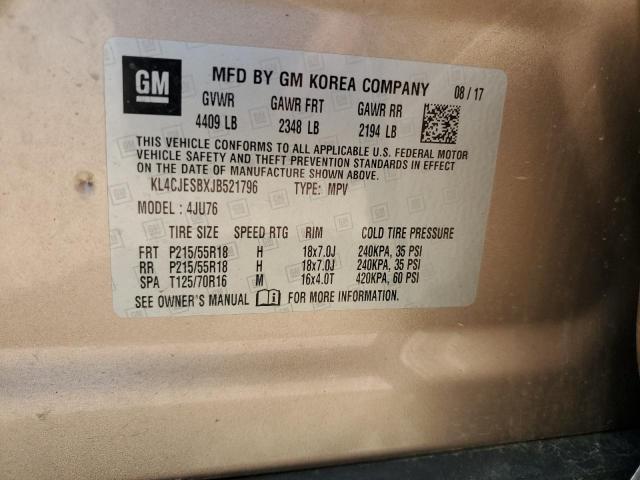 GM MFD BY GM KOREA COMPANY 08 / 17
GVWR GAWR FRT GAWR RR
4409 LB 2348 LB 2194 LB
THIS VEHICLE CONFORMS TO ALL APPLICABLE U.S. FEDERAL MOTOR
VEHICLE SAFETY AND THEFT PREVENTION STANDARDS IN EFFECT
ON THE DATE OF MANUFACTURE SHOWN ABOVE.
KL4CJESBXJB521796 TYPE: MPV
MODEL : 4JU76
TIRE SIZE SPEED RTG RIM COLD TIRE PRESSURE
FRT P215/55R18 H 18x7.0J 240KPA, 35 PSI
RR P215/55R18 H 18x7.0J 240KPA, 35 PSI
SPA T125/70R16 M 16x4.0T 420KPA, 60 PSI
SEE OWNER'S MANUAL FOR MORE INFORMATION.